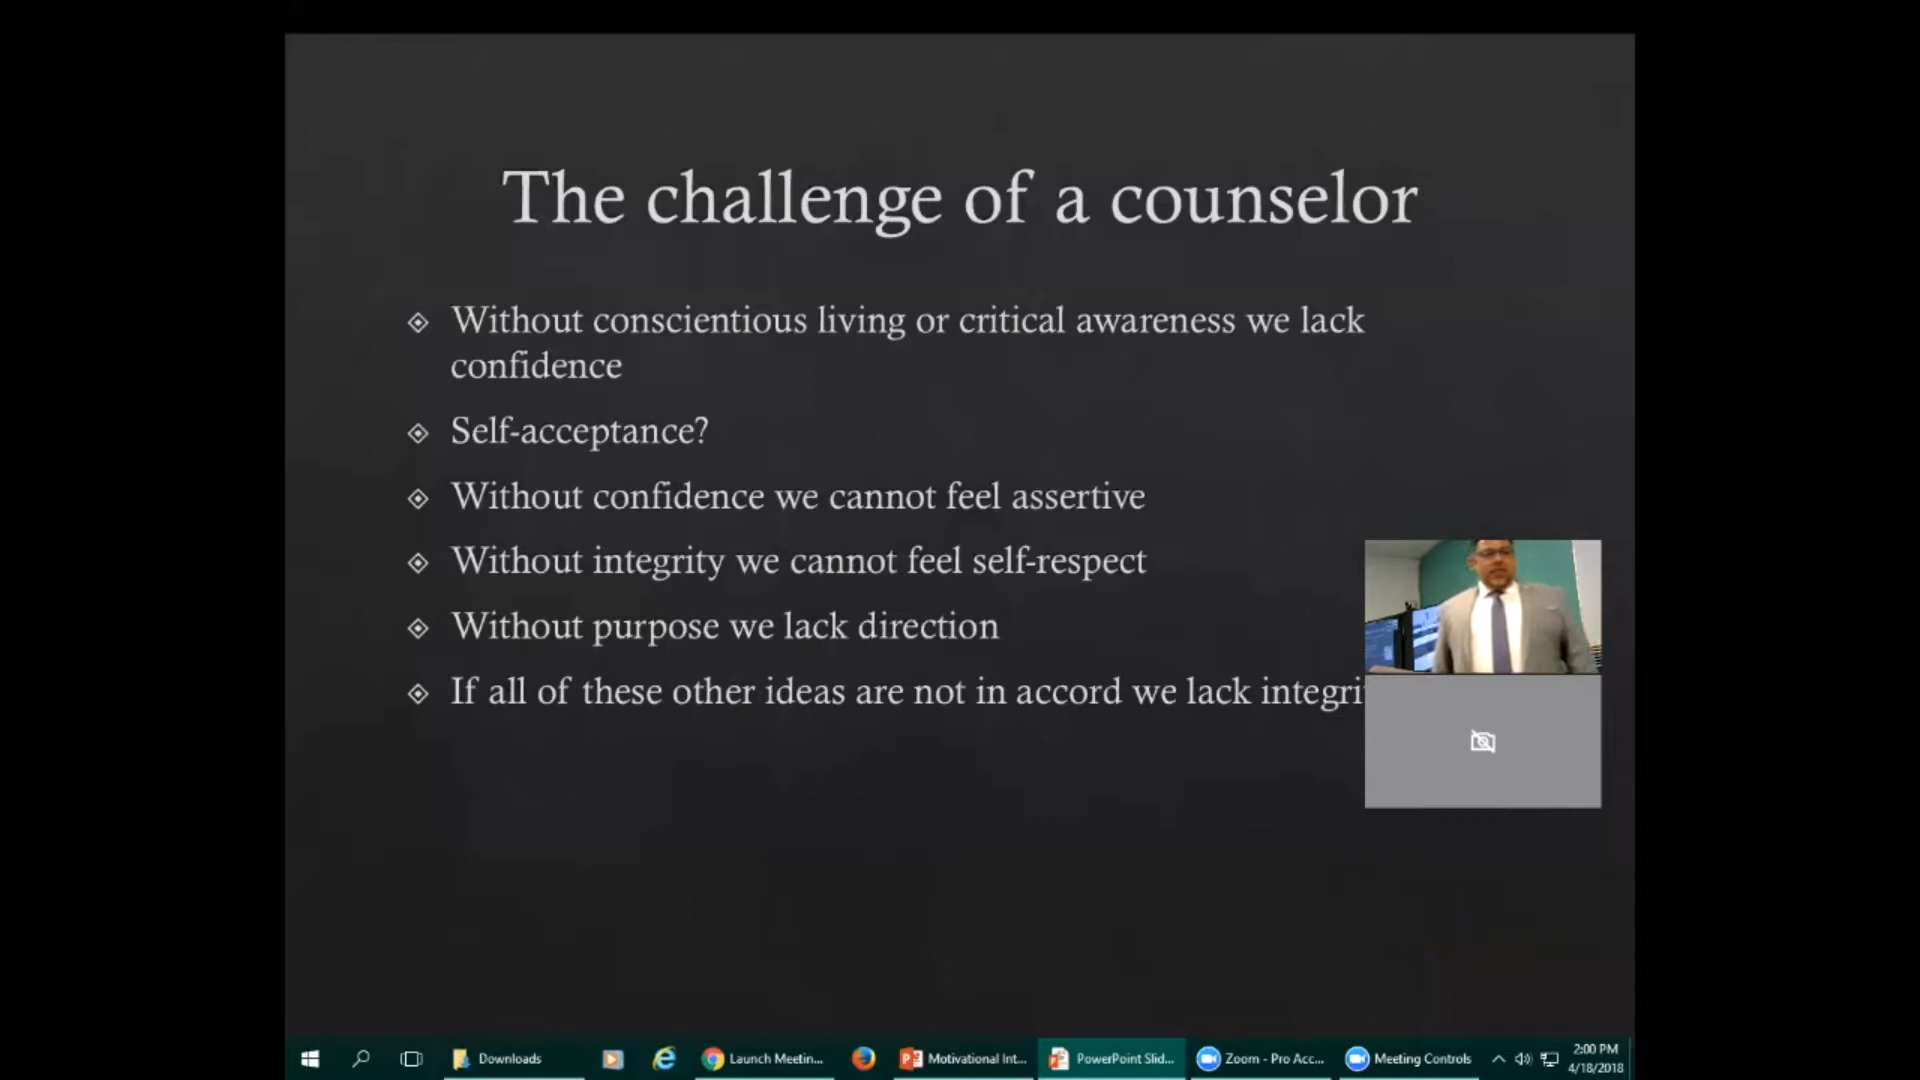 The challenge of a counselor
Without conscientious living or critical awareness we lack
confidence
Self-acceptance?
Without confidence we cannot feel assertive
Without integrity we cannot feel self-respect
Without purpose we lack direction
If all of these other ideas are not in accord we lack integri
Downloads
Launch Meetin...
Motivational Int...
PowerPoint Slid...
Zoom - Pro Acc...
Meeting Controls
2:00 PM
4/18/2018